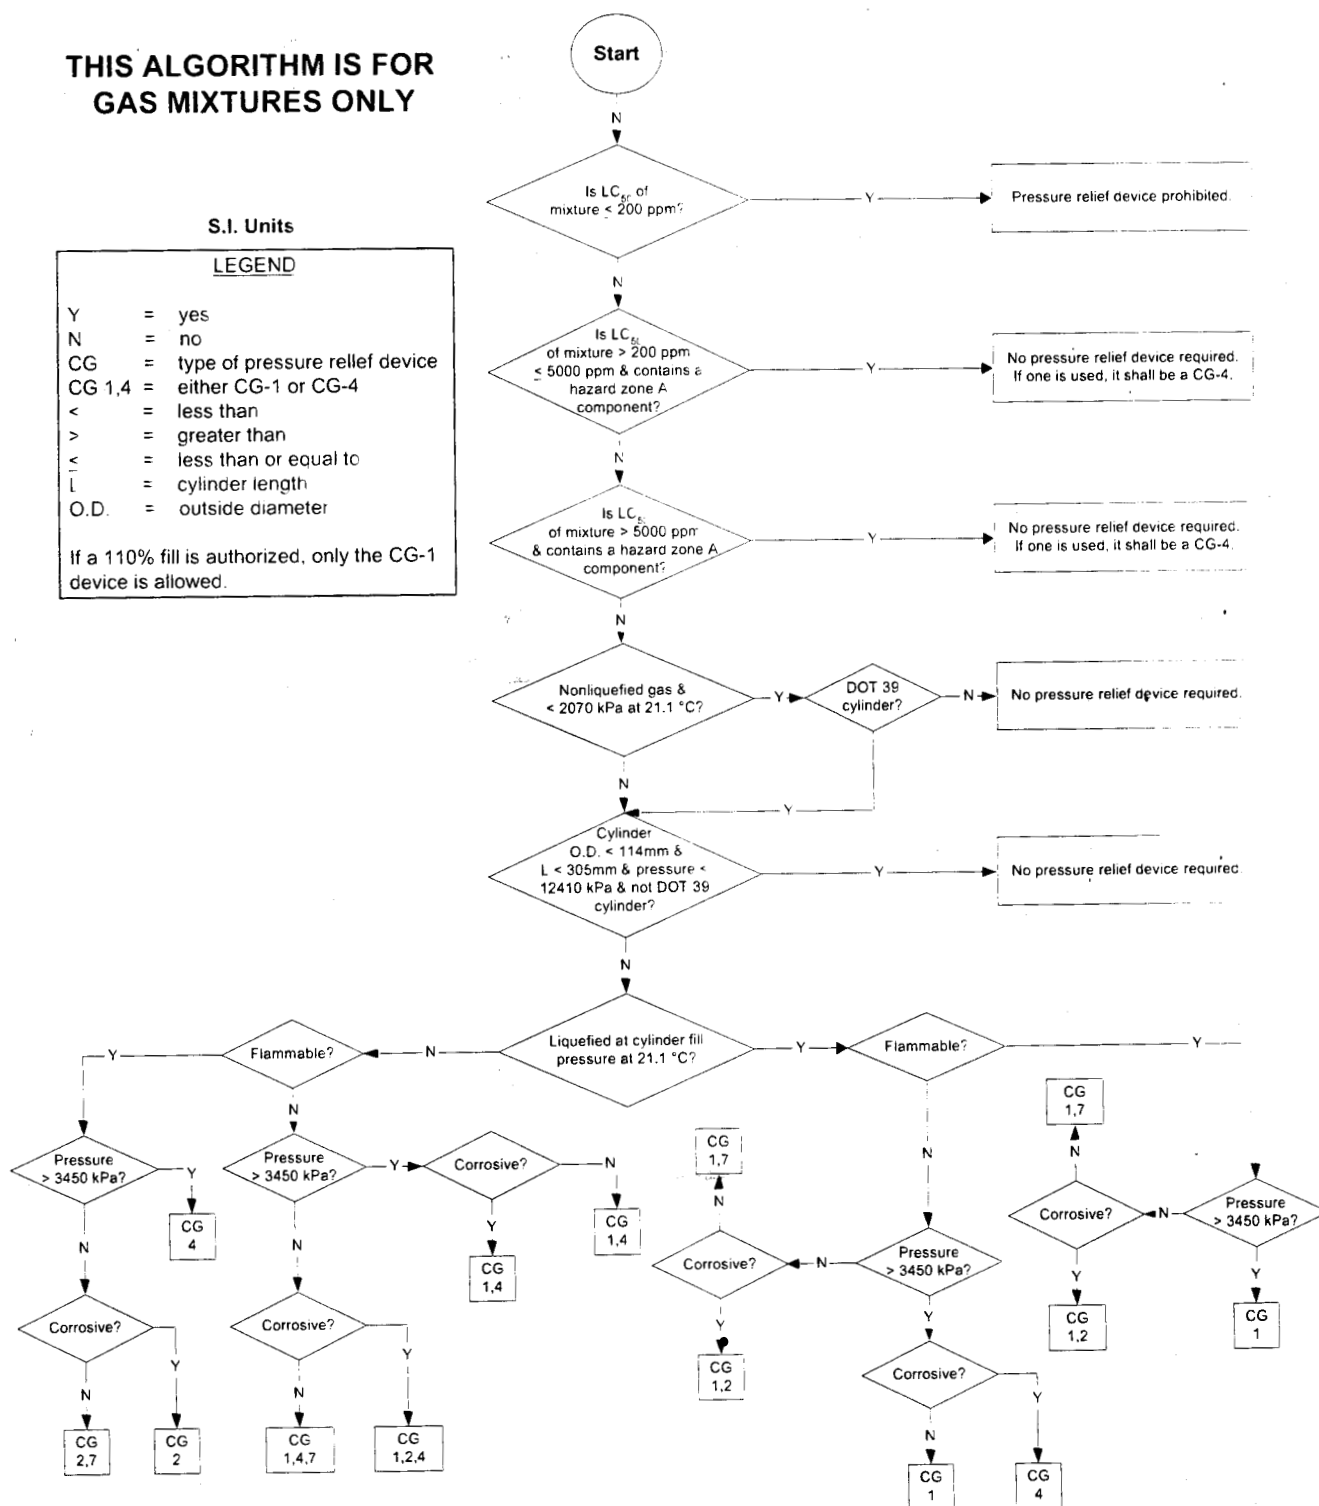 THIS ALGORITHM IS FOR
GAS MIXTURES ONLY
Start
N
Is LC50 of
mixture ≤ 200 ppm?
Y
Pressure relief device prohibited.
S.I. Units
LEGEND
Y = yes
N = no
CG = type of pressure relief device
CG 1,4 = either CG-1 or CG-4
< = less than
> = greater than
≤ = less than or equal to
L = cylinder length
O.D. = outside diameter
If a 110% fill is authorized, only the CG-1
device is allowed.
N
Is LC50
of mixture > 200 ppm
≤ 5000 ppm & contains a
hazard zone A
component?
Y
No pressure relief device required.
If one is used, it shall be a CG-4.
N
Is LC50
of mixture > 5000 ppm
& contains a hazard zone A
component?
Y
No pressure relief device required.
If one is used, it shall be a CG-4.
N
Nonliquefied gas &
< 2070 kPa at 21.1 °C?
Y
DOT 39
cylinder?
N
No pressure relief device required.
N
Y
Cylinder
O.D. < 114mm &
L < 305mm & pressure <
12410 kPa & not DOT 39
cylinder?
Y
No pressure relief device required.
N
Liquefied at cylinder fill
pressure at 21.1 °C?
N
Flammable?
Y
Y
Flammable?
Y
N
Pressure
> 3450 kPa?
Y
CG
4
N
Corrosive?
N
CG
2,7
Y
CG
2
Pressure
> 3450 kPa?
Y
Corrosive?
N
CG
1,4
Y
CG
1,4
N
Corrosive?
N
CG
1,4,7
Y
CG
1,2,4
N
Pressure
> 3450 kPa?
N
Corrosive?
N
CG
1,7
Y
CG
1,2
Y
Corrosive?
N
CG
1
Y
CG
4
Pressure
> 3450 kPa?
N
Corrosive?
N
CG
1,7
Y
CG
1,2
Y
CG
1